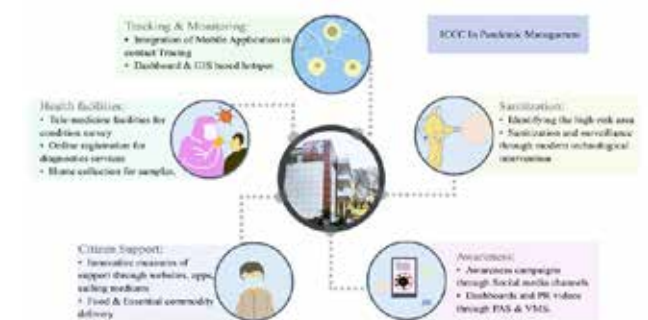 Tracking & Monitoring:
• Integration of Mobile Application in
contact Tracing
• Dashboard & GIS based hotspot
ICCC In Pandemic Management
Health facilities:
• Tele-medicine facilities for
condition survey
• Online registration for
diagnostics services
• Home collection for samples.
Sanitization:
• Identifying the high risk area
• Sanitization and surveillance
through modern technological
intervention
Citizen Support:
• Innovative measures of
support through websites, apps,
mediums
• Food & Essential commodity
delivery
Awareness:
• Awareness campaigns
through Social media channels
• Dashboards and PR videos
through PAS & VMS.